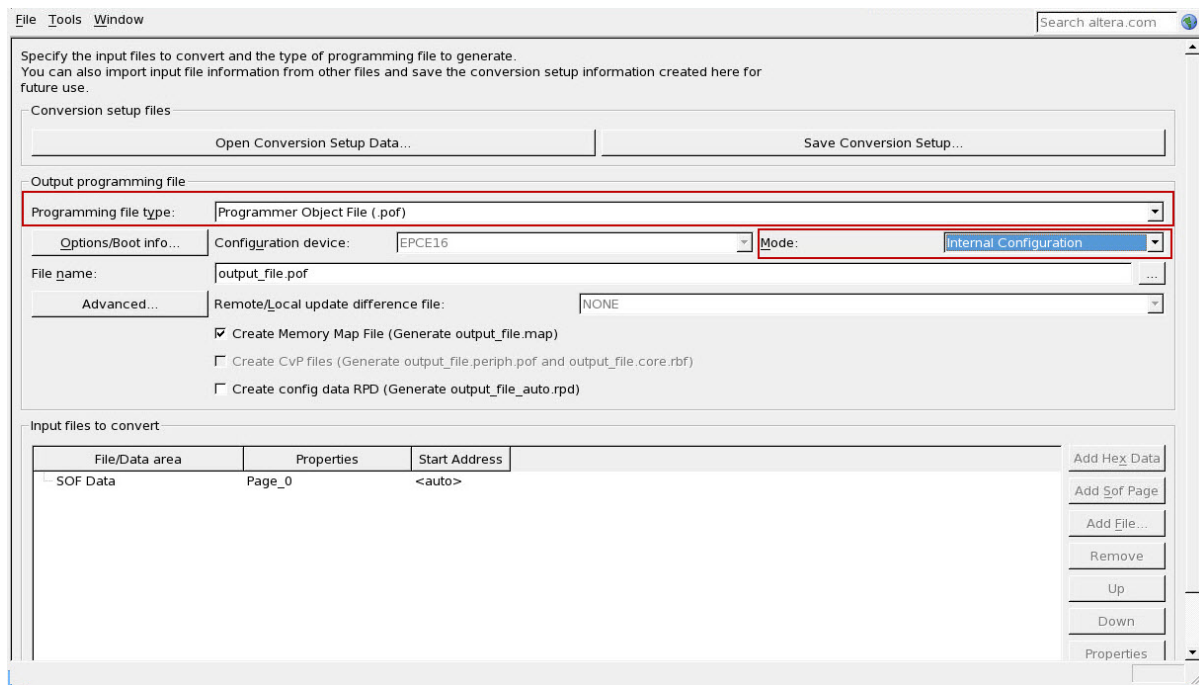 File Tools Window
Search altera.com
Specify the input files to convert and the type of programming file to generate.
You can also import input file information from other files and save the conversion setup information created here for
future use.
Conversion setup files
Open Conversion Setup Data...
Save Conversion Setup...
Output programming file
Programming file type: Programmer Object File (.pof)
Options/Boot info... Configuration device: EPCE16 Mode: Internal Configuration
File name: output_file.pof ...
Advanced... Remote/Local update difference file: NONE
Create Memory Map File (Generate output_file.map)
Create CvP files (Generate output_file.periph.pof and output_file.core.rbf)
Create config data RPD (Generate output_file_auto.rpd)
Input files to convert
File/Data area Properties Start Address
SOF Data Page_0 <auto>
Add Hex Data
Add Sof Page
Add File...
Remove
Up
Down
Properties